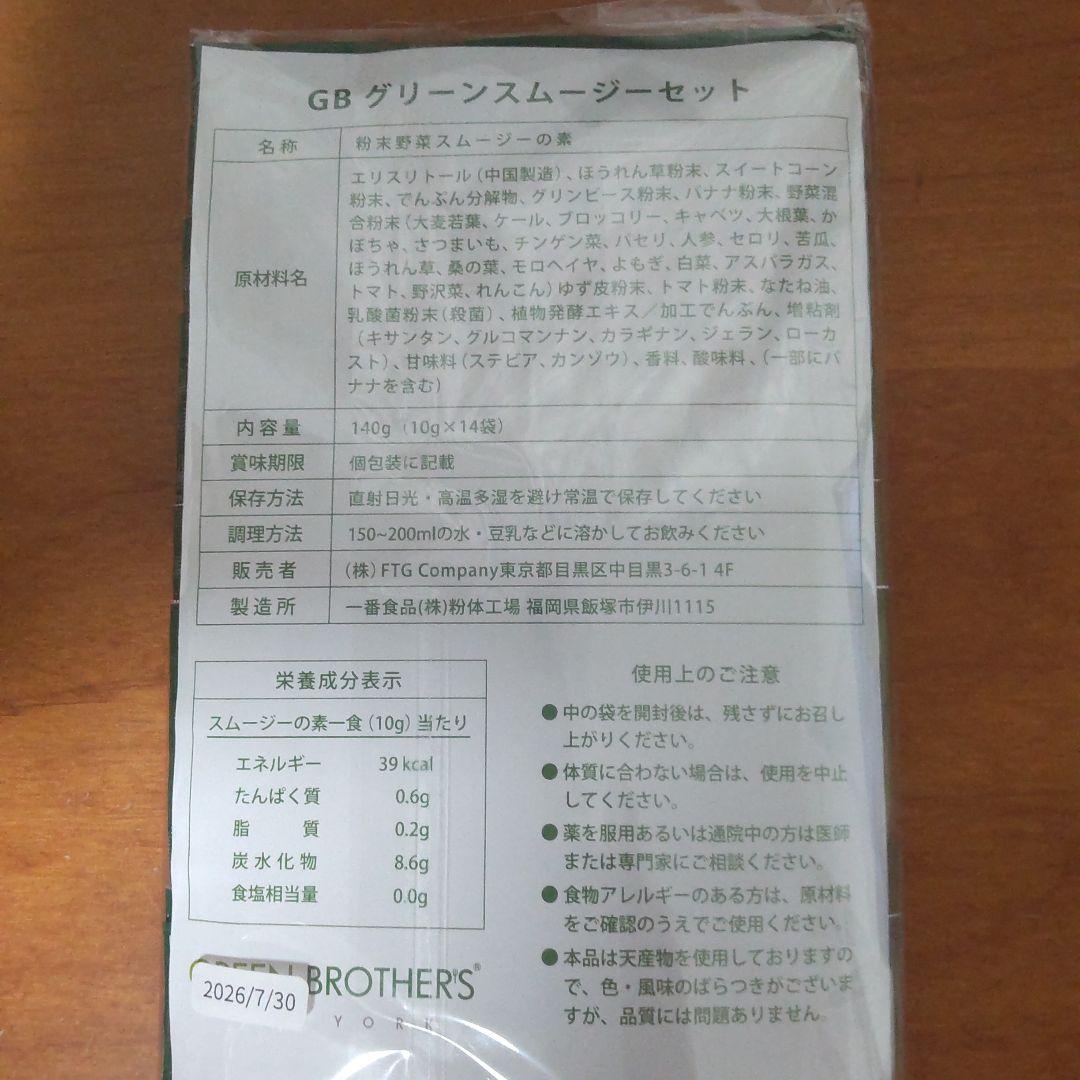 GB グリーンスムージーセット
名称 粉末野菜スムージーの素
原材料名
エリスリトール(中国製造)、ほうれん草粉末、スイートコーン
粉末、でんぷん分解物、グリンピース粉末、バナナ粉末、野菜混
合粉末(大麦若葉、ケール、ブロッコリー、キャベツ、大根葉、か
ぼちゃ、さつまいも、チンゲン菜、パセリ、人参、セロリ、苦瓜、
ほうれん草、桑の葉、モロヘイヤ、よもぎ、白菜、アスパラガス、
トマト、野沢菜、れんこん)ゆず皮粉末、トマト粉末、なたね油、
乳酸菌粉末(殺菌)、植物発酵エキス/加工でんぷん、増粘剤
(キサンタン、グルコマンナン、カラギナン、ジェラン、ローカ
スト)、甘味料(ステビア、カンゾウ)、香料、酸味料、(一部にバ
ナナを含む)
内容量 140g(10g×14袋)
賞味期限 個包装に記載
保存方法 直射日光・高温多湿を避け常温で保存してください
調理方法 150~200mlの水・豆乳などに溶かしてお飲みください
販売者 (株)FTG Company東京都目黒区中目黒3-6-1 4F
製造所 一番食品(株)粉体工場 福岡県飯塚市伊川1115
栄養成分表示
スムージーの素一食(10g)当たり
エネルギー 39 kcal
たんぱく質 0.6g
脂質 0.2g
炭水化物 8.6g
食塩相当量 0.0g
使用上のご注意
●中の袋を開封後は、残さずにお召し
上がりください。
●体質に合わない場合は、使用を中止
してください。
●薬を服用あるいは通院中の方は医師
または専門家にご相談ください。
●食物アレルギーのある方は、原材料
をご確認のうえでご使用ください。
●本品は天産物を使用しておりますの
で、色・風味のばらつきがございま
すが、品質には問題ありません。
GREEN BROTHER'S®
YORK
2026/7/30